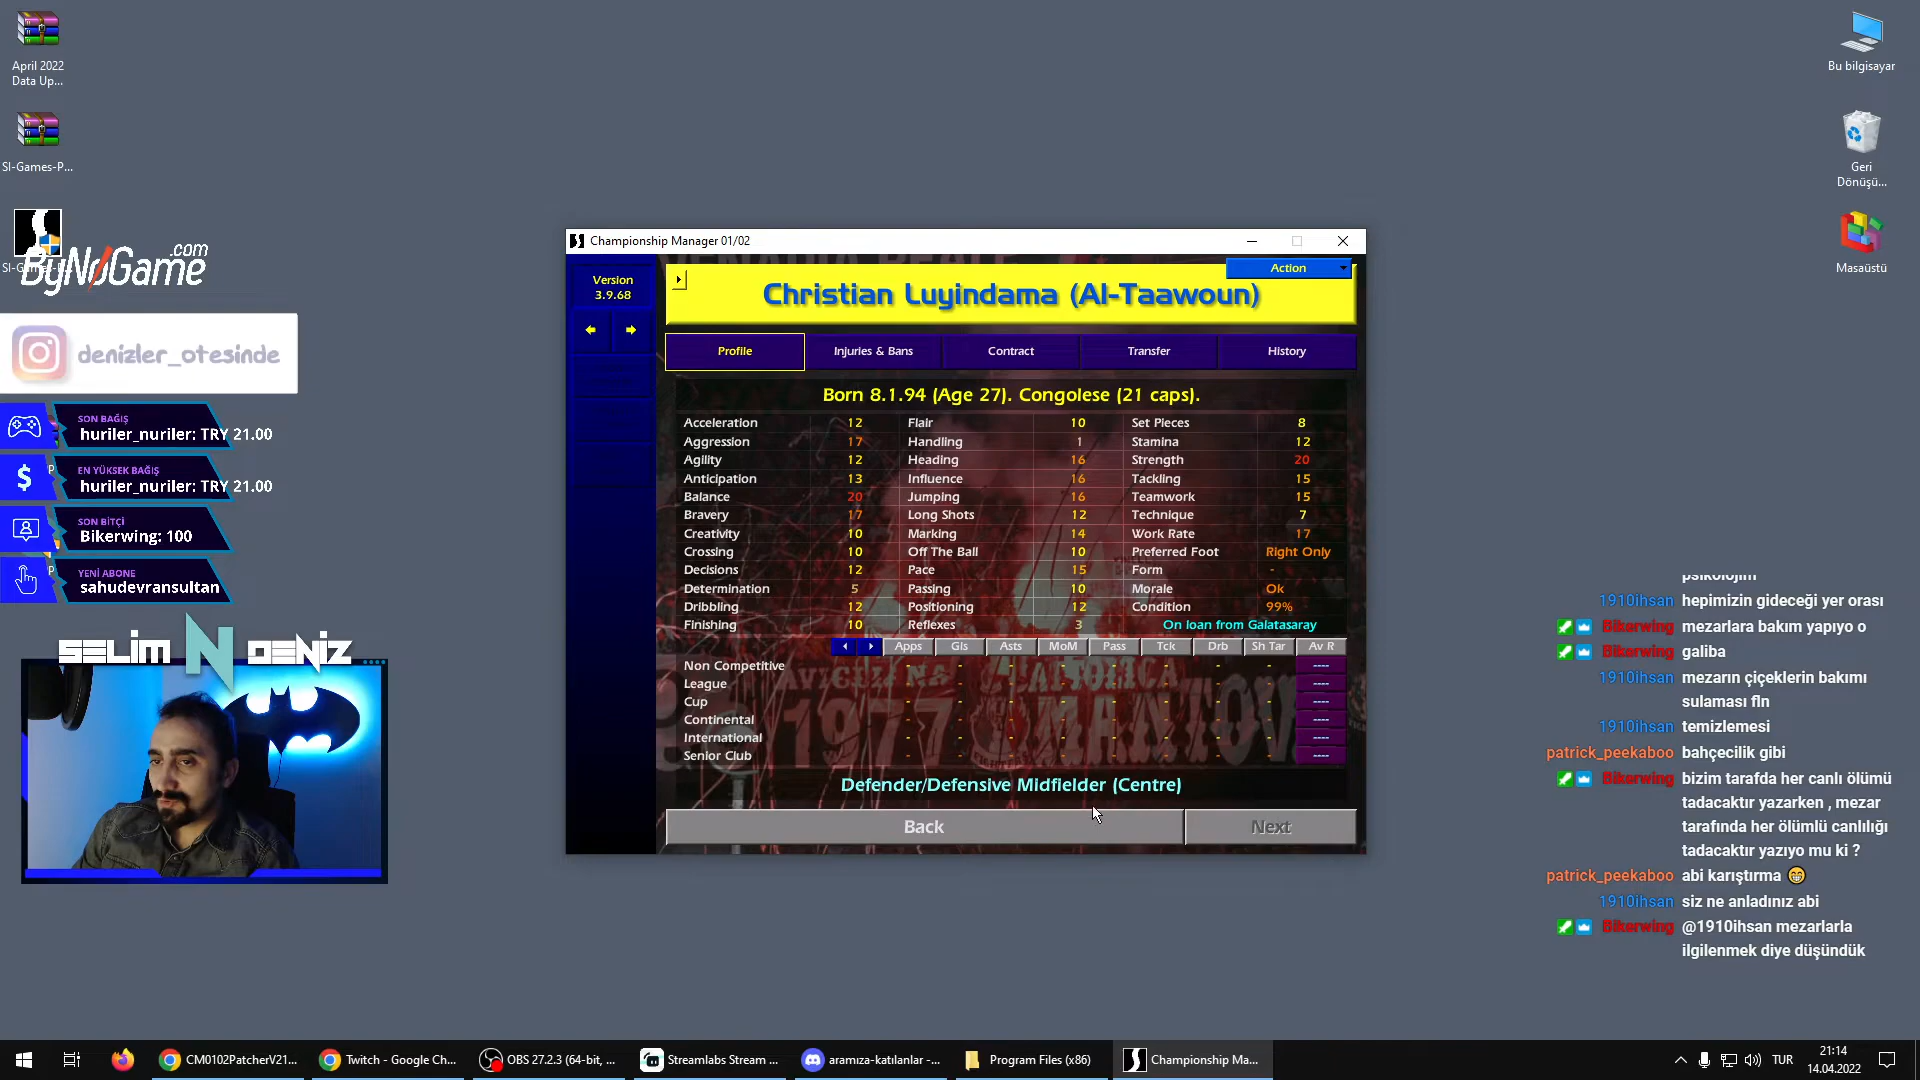 April 2022
Data Up...
SI-Games-P...
ByNoGame
.com
denizler_otesinde
SON BAĞIŞ
huriler_nuriler: TRY 21.00
EN YÜKSEK BAĞIŞ
huriler_nuriler: TRY 21.00
SON BİTÇİ
Bikerwing: 100
YENİ ABONE
sahudevransultan
SELİM N DENİZ
Bu bilgisayar
Geri
Dönüşü...
Masaüstü
Championship Manager 01/02
Version
3.9.68
Action
Christian Luyindama (Al-Taawoun)
Profile Injuries & Bans Contract Transfer History
Born 8.1.94 (Age 27). Congolese (21 caps).
Acceleration 12 Flair 10 Set Pieces 8
Aggression 17 Handling 1 Stamina 12
Agility 12 Heading 16 Strength 20
Anticipation 13 Influence 16 Tackling 15
Balance 20 Jumping 16 Teamwork 15
Bravery 17 Long Shots 12 Technique 7
Creativity 10 Marking 14 Work Rate 17
Crossing 10 Off The Ball 10 Preferred Foot Right Only
Decisions 12 Pace 15 Form -
Determination 5 Passing 10 Morale Ok
Dribbling 12 Positioning 12 Condition 99%
Finishing 10 Reflexes 3 On loan from Galatasaray
Apps Gls Asts MoM Pass Tck Drb Sh Tar Av R
Non Competitive - - - - - - - - ----
League - - - - - - - - ----
Cup - - - - - - - - ----
Continental - - - - - - - - ----
International - - - - - - - - ----
Senior Club - - - - - - - - ----
Defender/Defensive Midfielder (Centre)
Back Next
psikolojim
1910ihsan hepimizin gideceği yer orası
Bikerwing mezarlara bakım yapıyo o
Bikerwing galiba
1910ihsan mezarın çiçeklerin bakımı
sulaması fln
1910ihsan temizlemesi
patrick_peekaboo bahçecilik gibi
Bikerwing bizim tarafda her canlı ölümü
tadacaktır yazarken , mezar
tarafında her ölümlü canlılığı
tadacaktır yazıyo mu ki ?
patrick_peekaboo abi karıştırma 😁
1910ihsan siz ne anladınız abi
Bikerwing @1910ihsan mezarlarla
ilgilenmek diye düşündük
CM0102PatcherV21... Twitch - Google Ch... OBS 27.2.3 (64-bit, ... Streamlabs Stream ... aramıza-katılanlar -... Program Files (x86) Championship Ma... TUR 21:14
14.04.2022